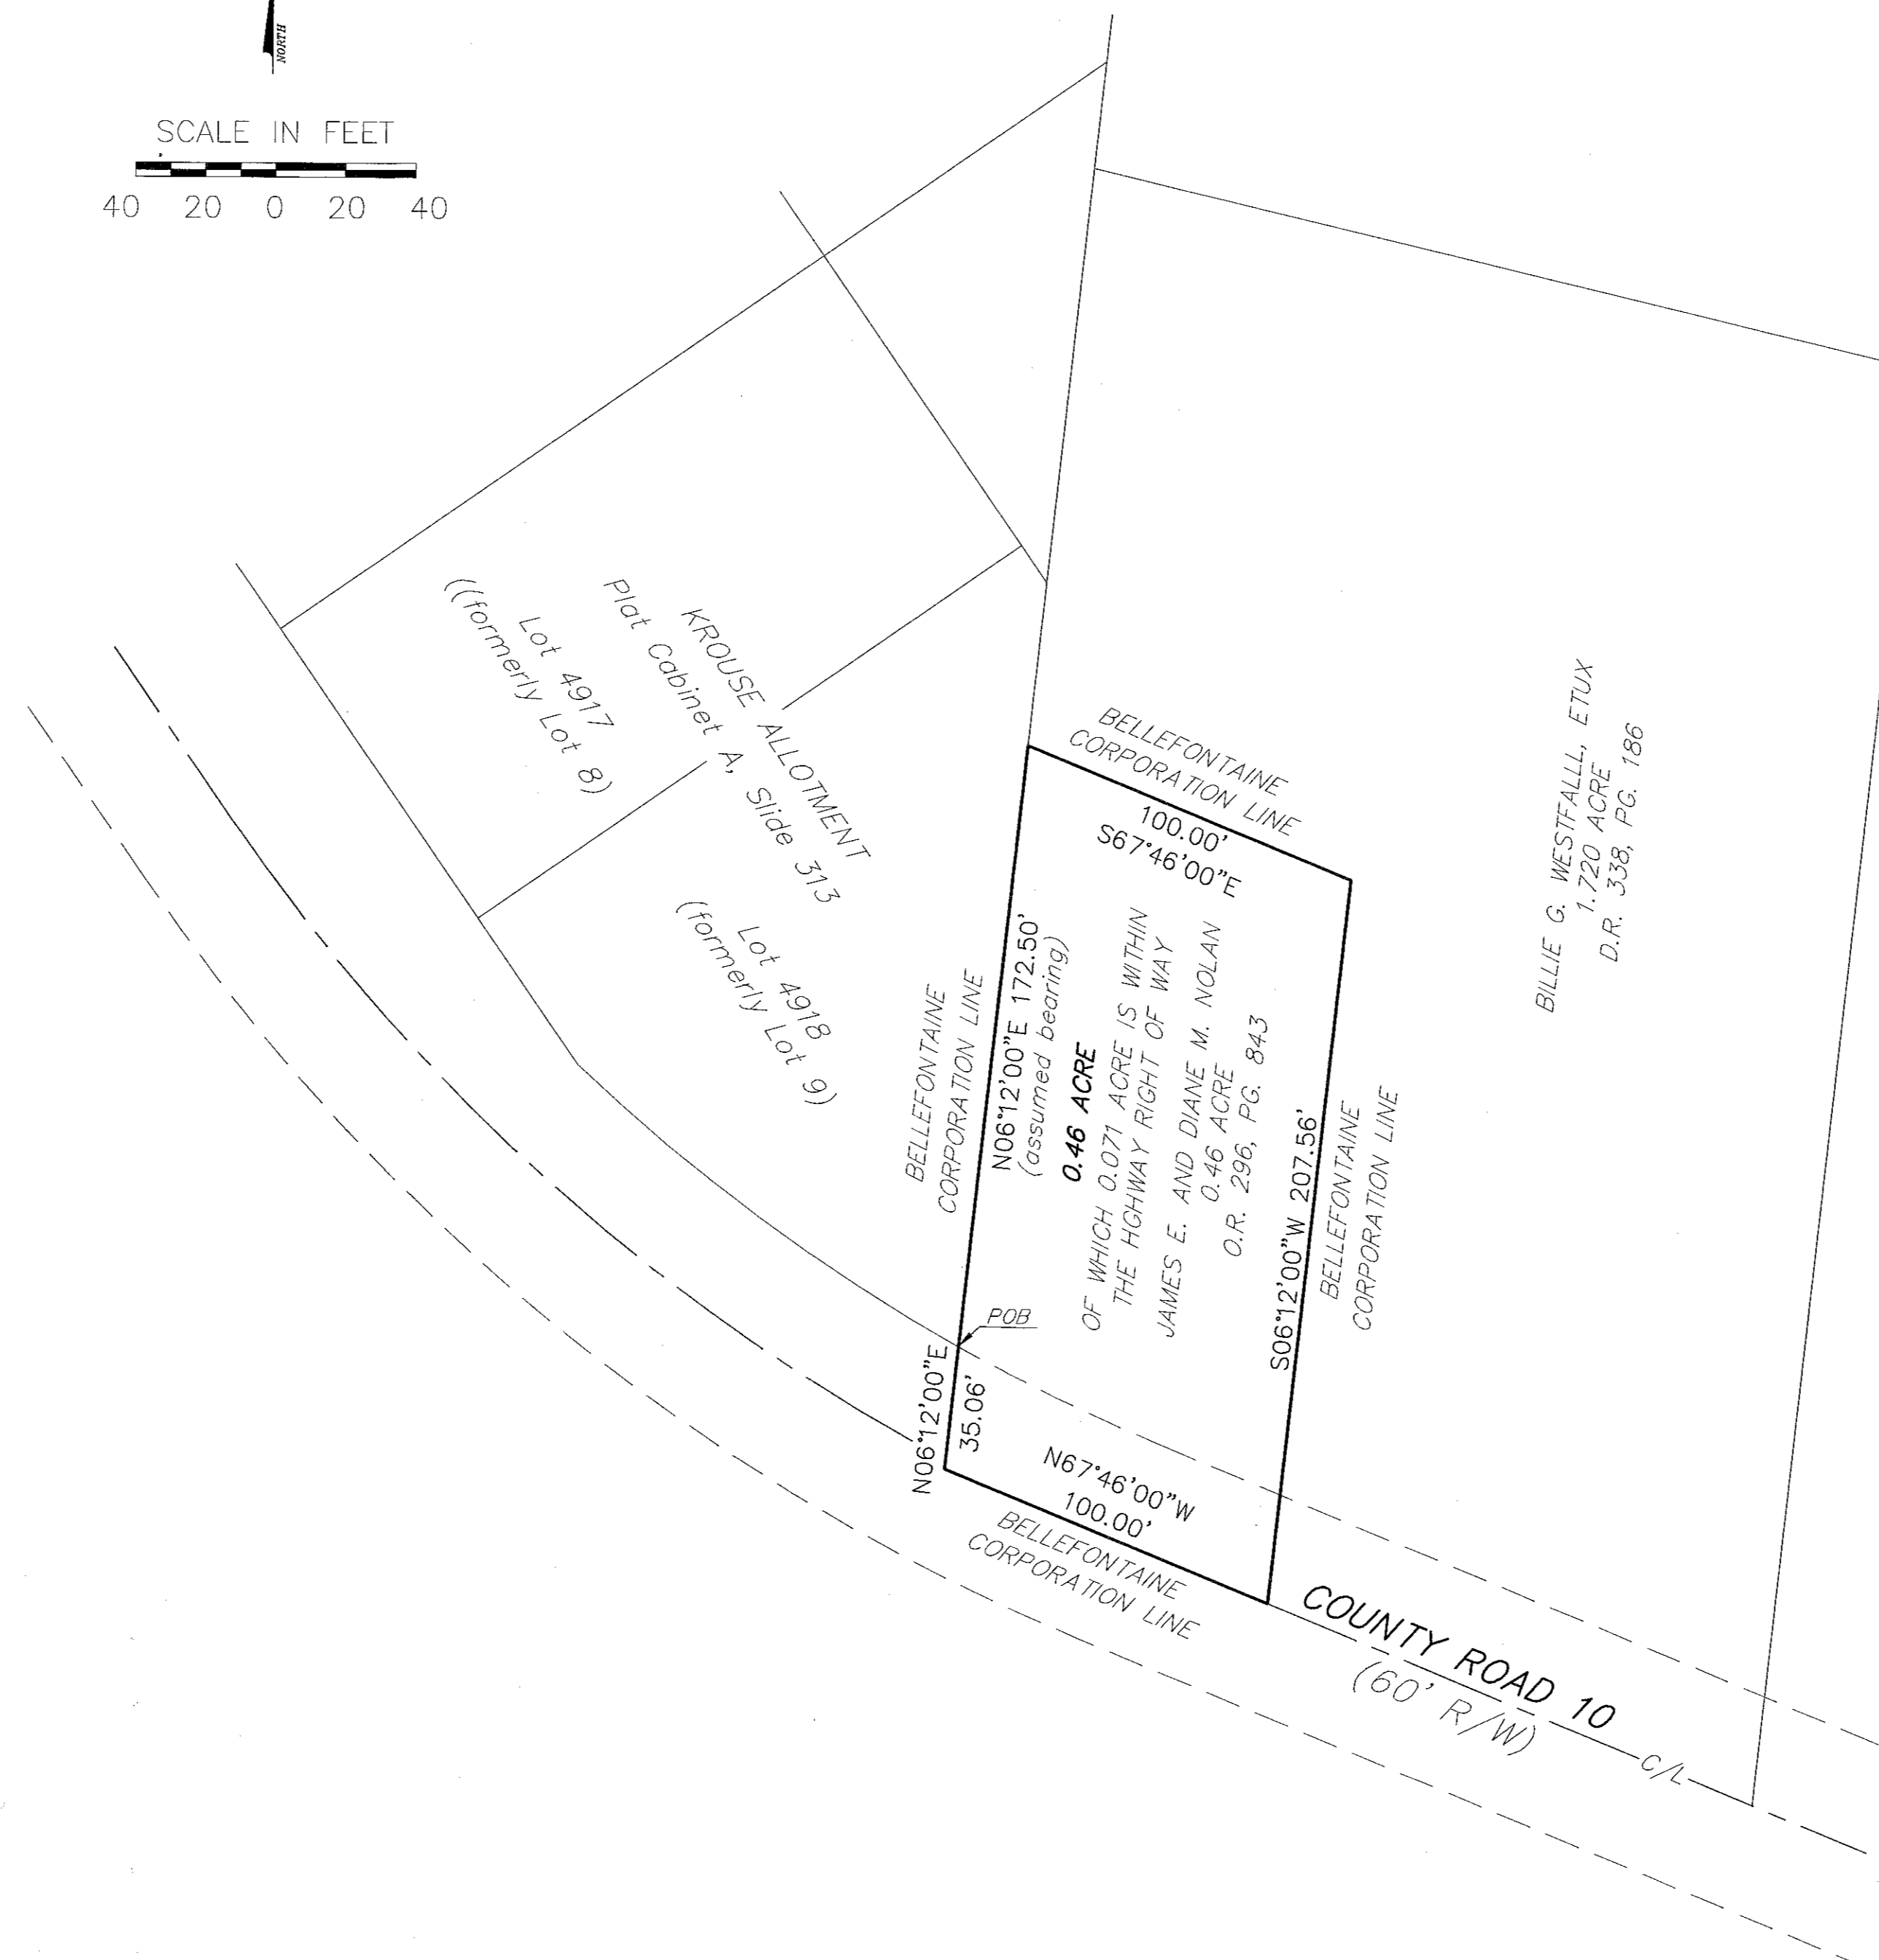 NORTH
SCALE IN FEET
40 20 0 20 40
((formerly Lot 8)
Lot 4917
Plat Cabinet A, Slide 313
KROUSE ALLOTMENT
Lot 4918
(formerly Lot 9)
BELLEFONTAINE
CORPORATION LINE
100.00'
S67°46'00"E
BELLEFONTAINE
CORPORATION LINE
N06°12'00"E 172.50'
(assumed bearing)
0.46 ACRE
OF WHICH 0.071 ACRE IS WITHIN
THE HGHWAY RIGHT OF WAY
JAMES E. AND DIANE M. NOLAN
0.46 ACRE
O.R. 296, PG. 843
S06°12'00"W 207.56'
BELLEFONTAINE
CORPORATION LINE
BILLIE G. WESTFALLL, ETUX
1.720 ACRE
D.R. 338, PG. 186
POB
N06°12'00"E
35.06'
N67°46'00"W
100.00'
BELLEFONTAINE
CORPORATION LINE
COUNTY ROAD 10
(60' R/W)
C/L